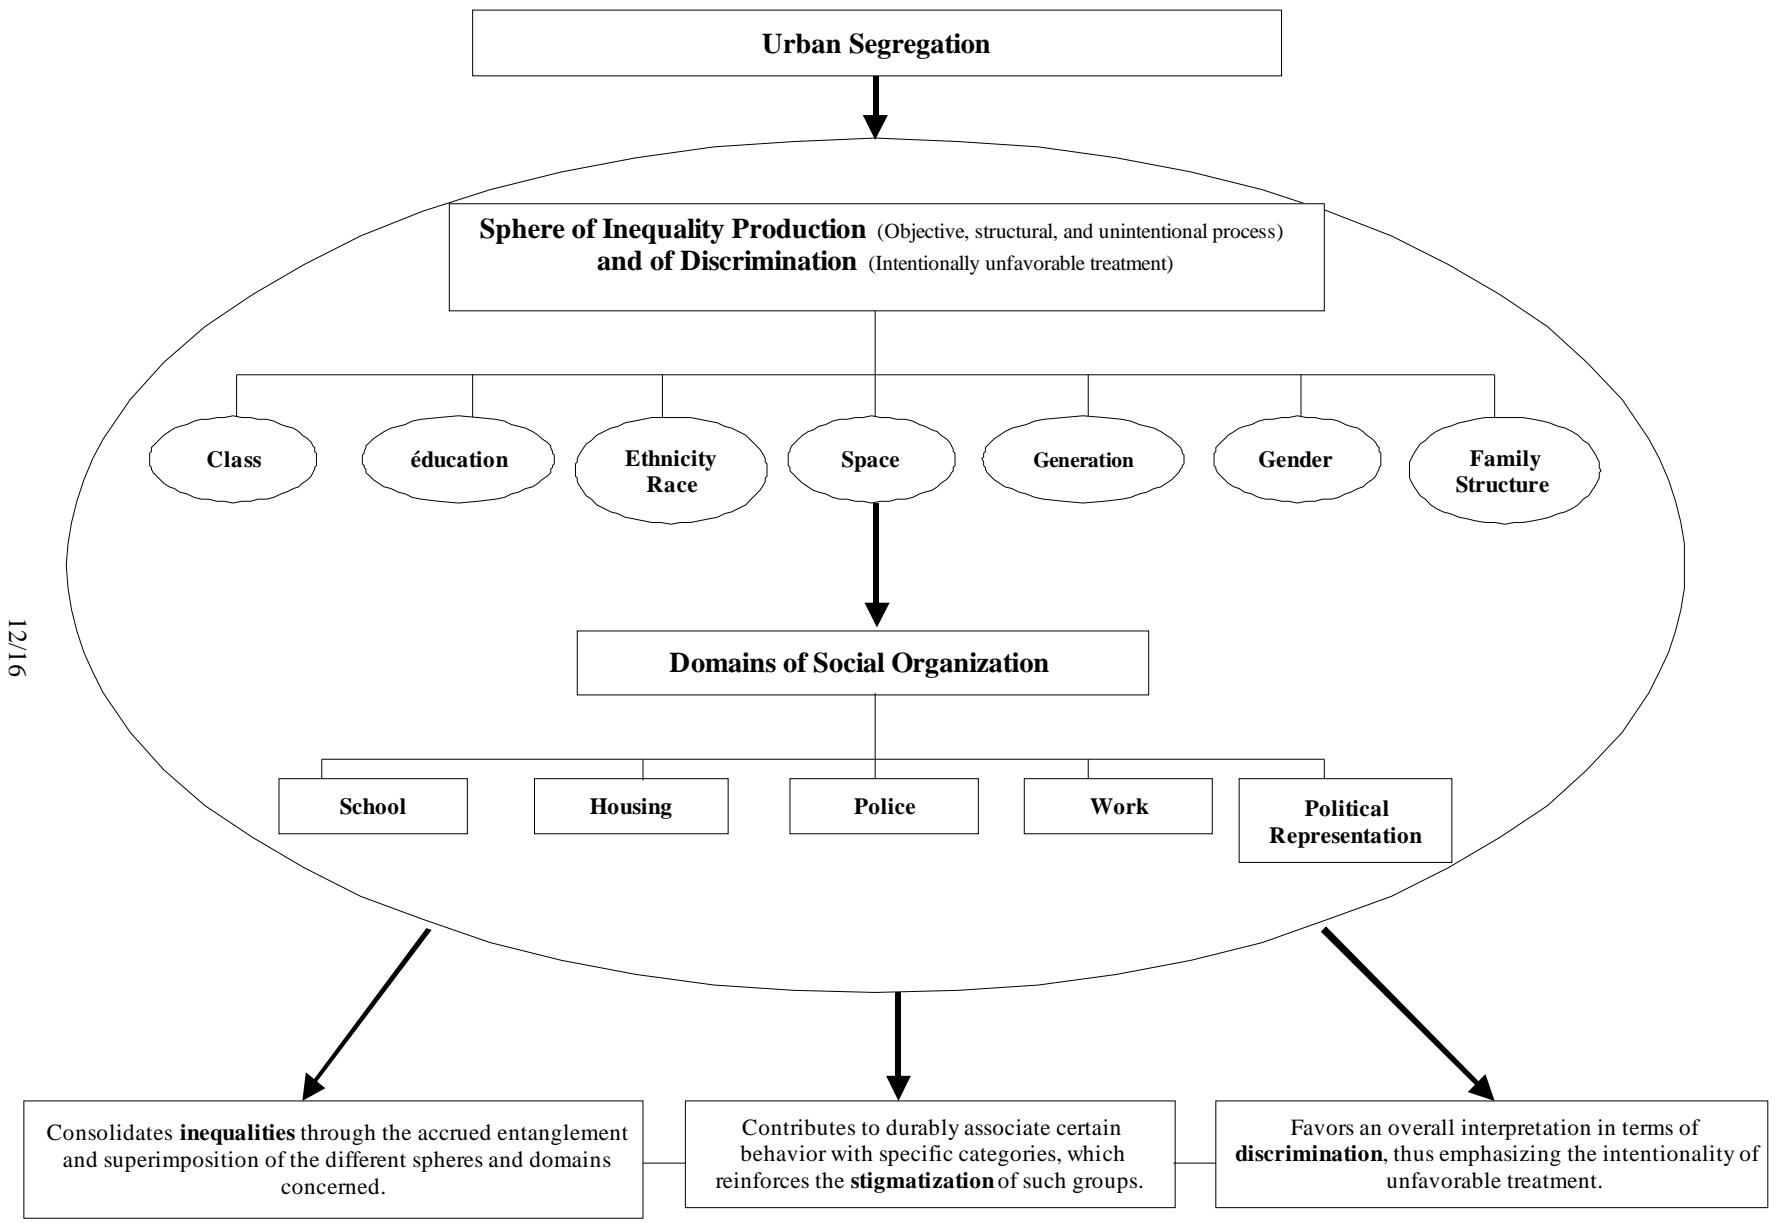 Urban Segregation
Sphere of Inequality Production (Objective, structural, and unintentional process)
and of Discrimination (Intentionally unfavorable treatment)
Class
éducation
Ethnicity
Race
Space
Generation
Gender
Family
Structure
12/16
Domains of Social Organization
School
Housing
Police
Work
Political
Representation
Consolidates inequalities through the accrued entanglement
and superimposition of the different spheres and domains
concerned.
Contributes to durably associate certain
behavior with specific categories, which
reinforces the stigmatization of such groups.
Favors an overall interpretation in terms of
discrimination, thus emphasizing the intentionality of
unfavorable treatment.